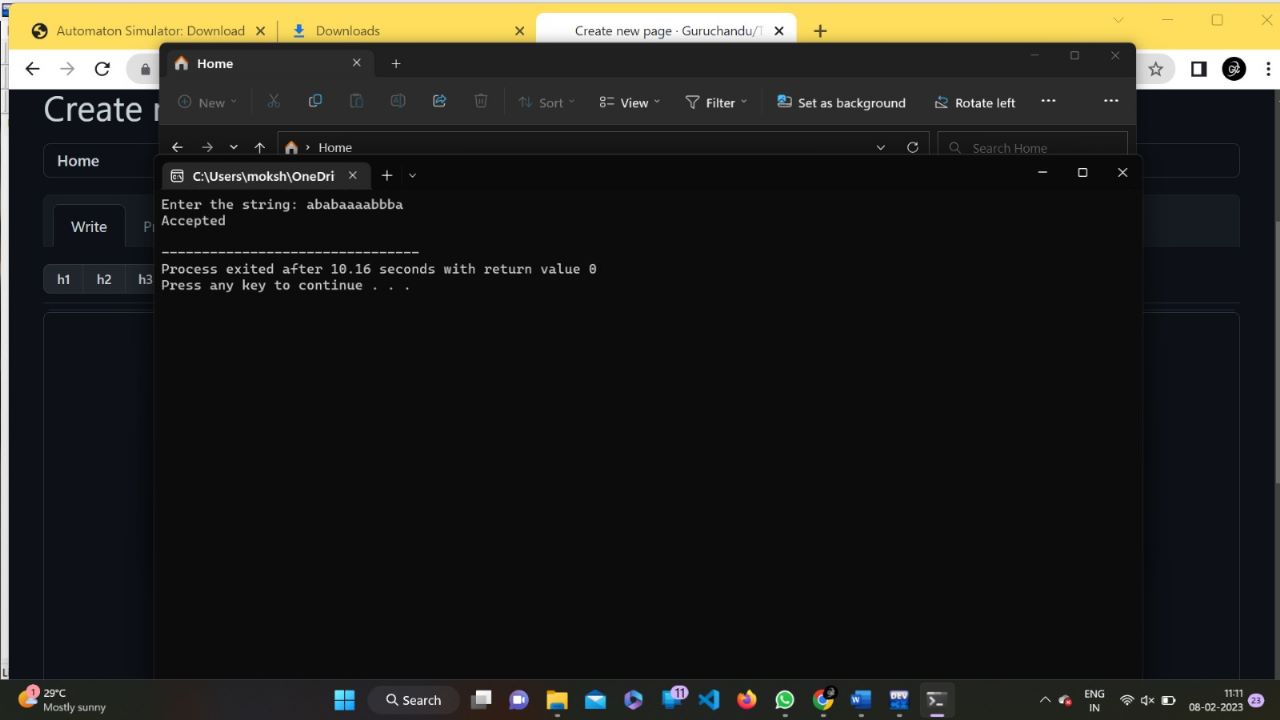 Automaton Simulator: Download
Downloads
Create new page · Guruchandu/T
Home
New
Sort
View
Filter
Set as background
Rotate left
Create
Home
Search Home
Home
C:\Users\moksh\OneDri
Enter the string: ababaaaabbba
Accepted
--------------------------------
Process exited after 10.16 seconds with return value 0
Press any key to continue . . .
Write
h1 h2 h3
29°C
Mostly sunny
1
Search
11
DEV
ENG
IN
11:11
08-02-2023
23